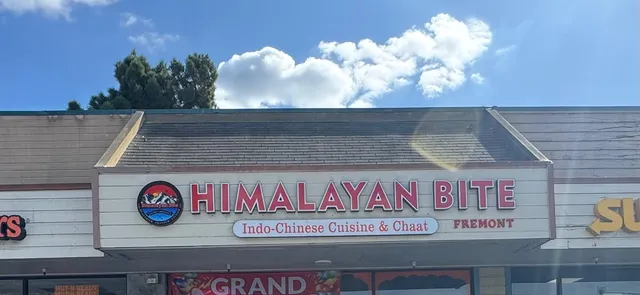 HIMALAYAN BITE
Indo-Chinese Cuisine & Chaat
FREMONT
GRAND